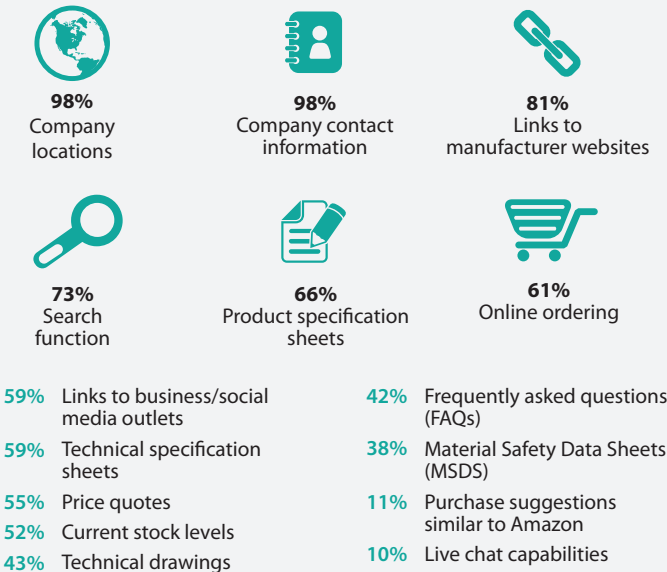 98%
Company
locations
98%
Company contact
information
81%
Links to
manufacturer websites
73%
Search
function
66%
Product specification
sheets
61%
Online ordering
59% Links to business/social
media outlets
59% Technical specification
sheets
55% Price quotes
52% Current stock levels
43% Technical drawings
42% Frequently asked questions
(FAQs)
38% Material Safety Data Sheets
(MSDS)
11% Purchase suggestions
similar to Amazon
10% Live chat capabilities